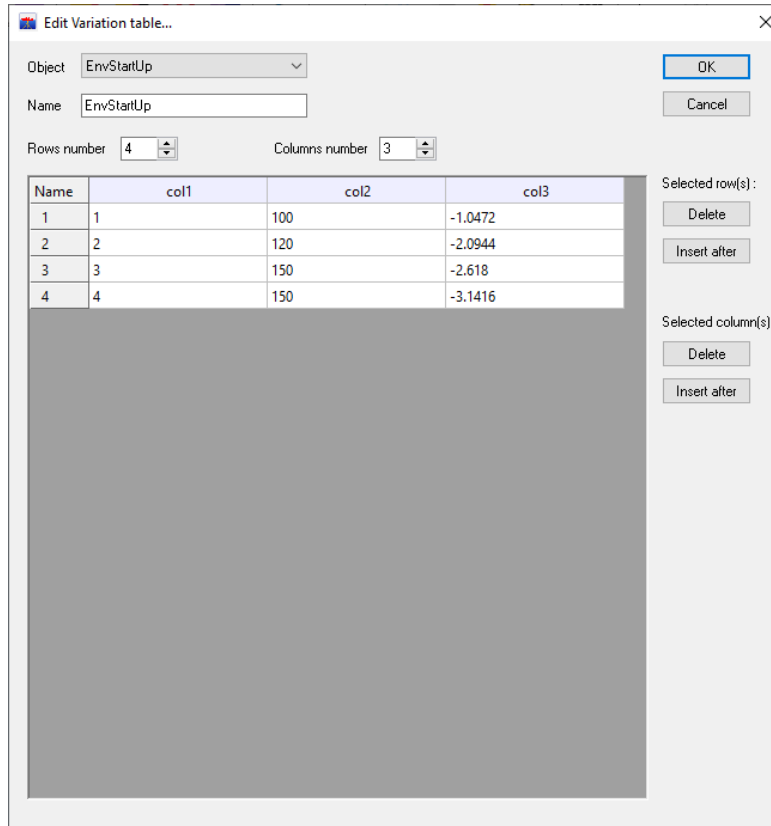 Edit Variation table...
Object EnvStartUp
OK
Name EnvStartUp
Cancel
Rows number 4 Columns number 3
Name col1 col2 col3
1 1 100 -1.0472
2 2 120 -2.0944
3 3 150 -2.618
4 4 150 -3.1416
Selected row(s) :
Delete
Insert after
Selected column(s)
Delete
Insert after